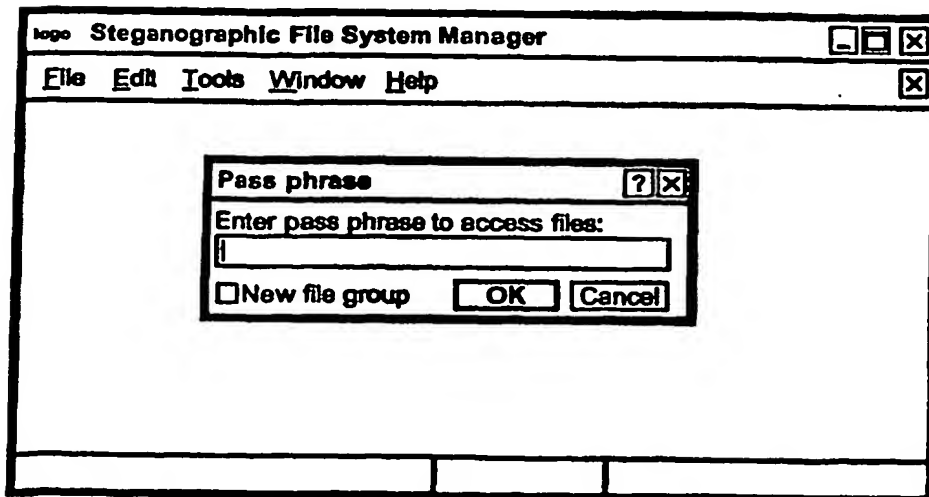 logo Steganographic File System Manager
File Edit Tools Window Help
Pass phrase
Enter pass phrase to access files:
New file group OK Cancel